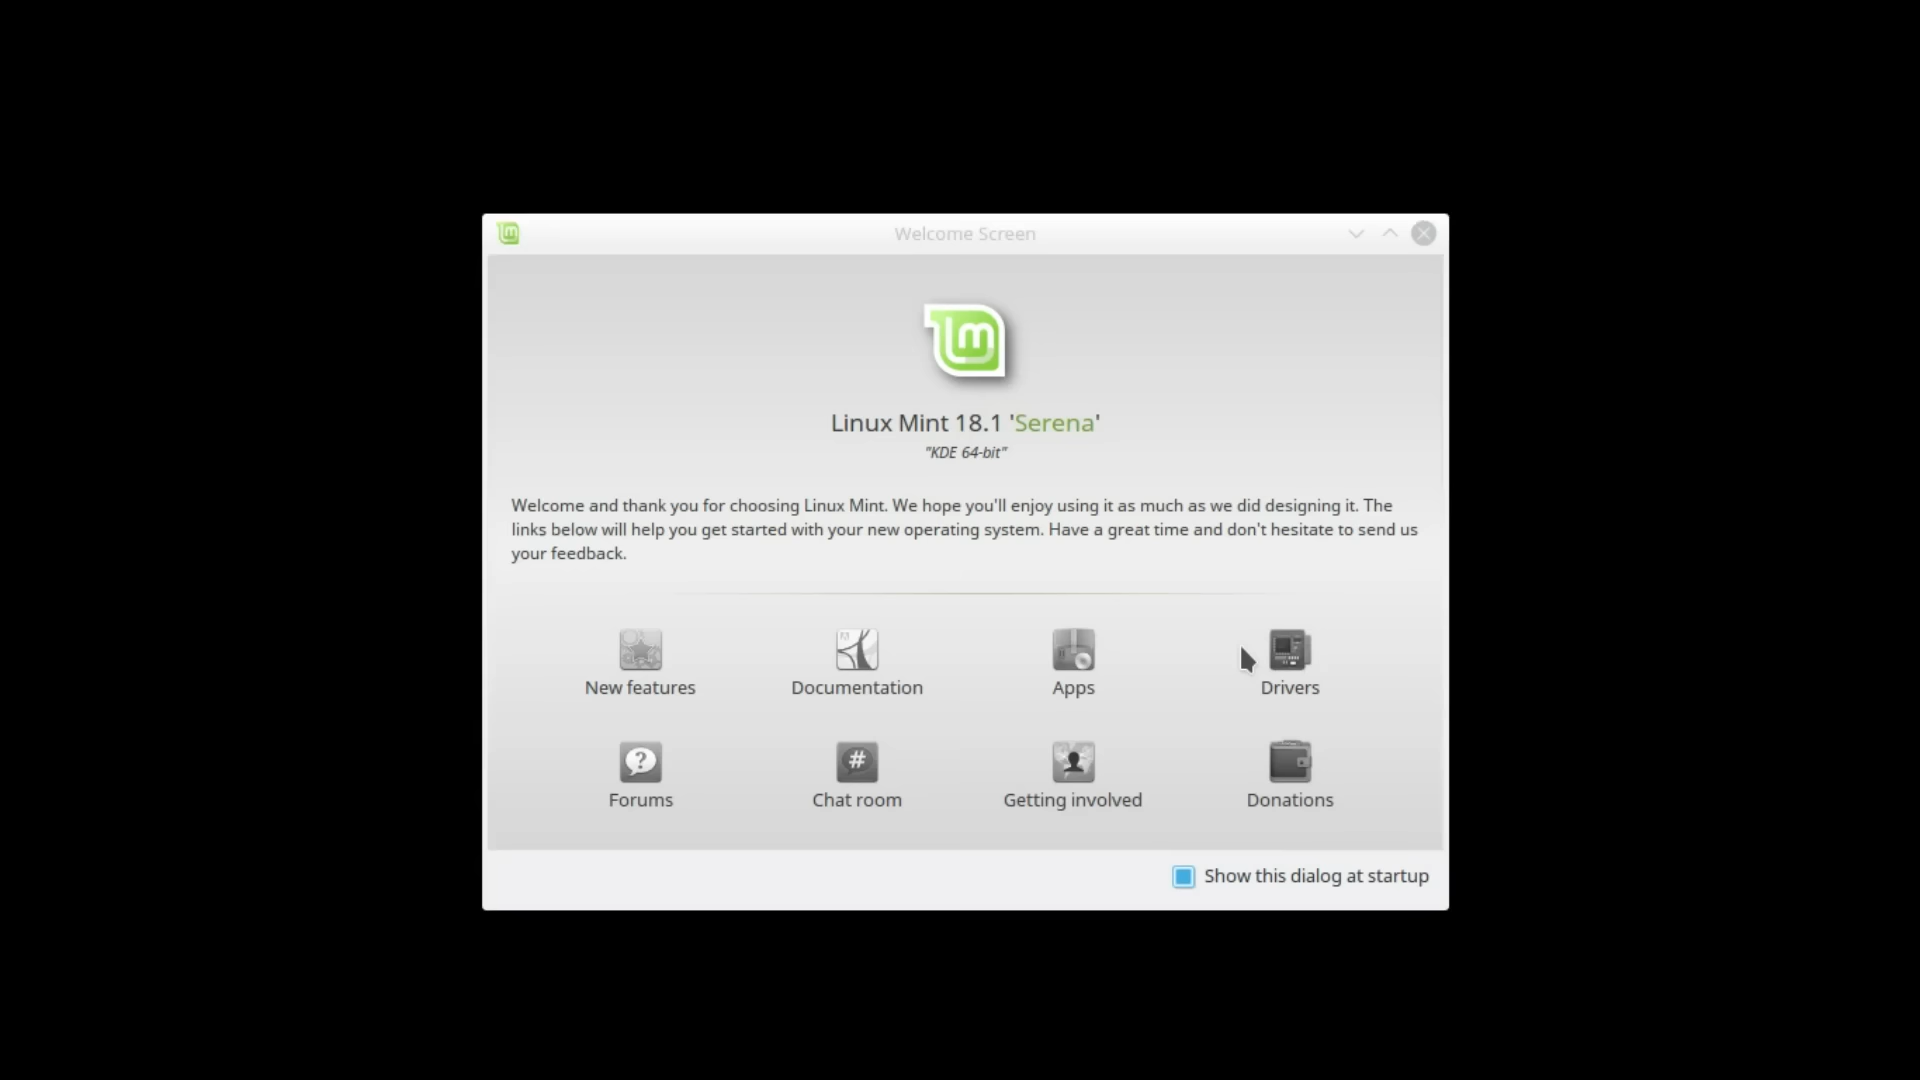 Welcome Screen
Linux Mint 18.1 'Serena'
"KDE 64-bit"
Welcome and thank you for choosing Linux Mint. We hope you'll enjoy using it as much as we did designing it. The
links below will help you get started with your new operating system. Have a great time and don't hesitate to send us
your feedback.
New features
Documentation
Apps
Drivers
Forums
Chat room
Getting involved
Donations
Show this dialog at startup